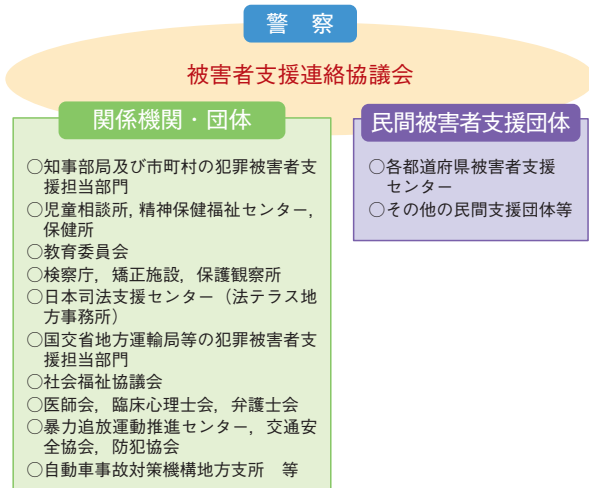 警　察
被害者支援連絡協議会
関係機関・団体
○知事部局及び市町村の犯罪被害者支
援担当部門
○児童相談所, 精神保健福祉センター,
保健所
○教育委員会
○検察庁，矯正施設，保護観察所
○日本司法支援センター（法テラス地
方事務所）
○国交省地方運輸局等の犯罪被害者支
援担当部門
○社会福祉協議会
○医師会，臨床心理士会，弁護士会
○暴力追放運動推進センター，交通安
全協会，防犯協会
○自動車事故対策機構地方支所　等
民間被害者支援団体
○各都道府県被害者支援
センター
○その他の民間支援団体等